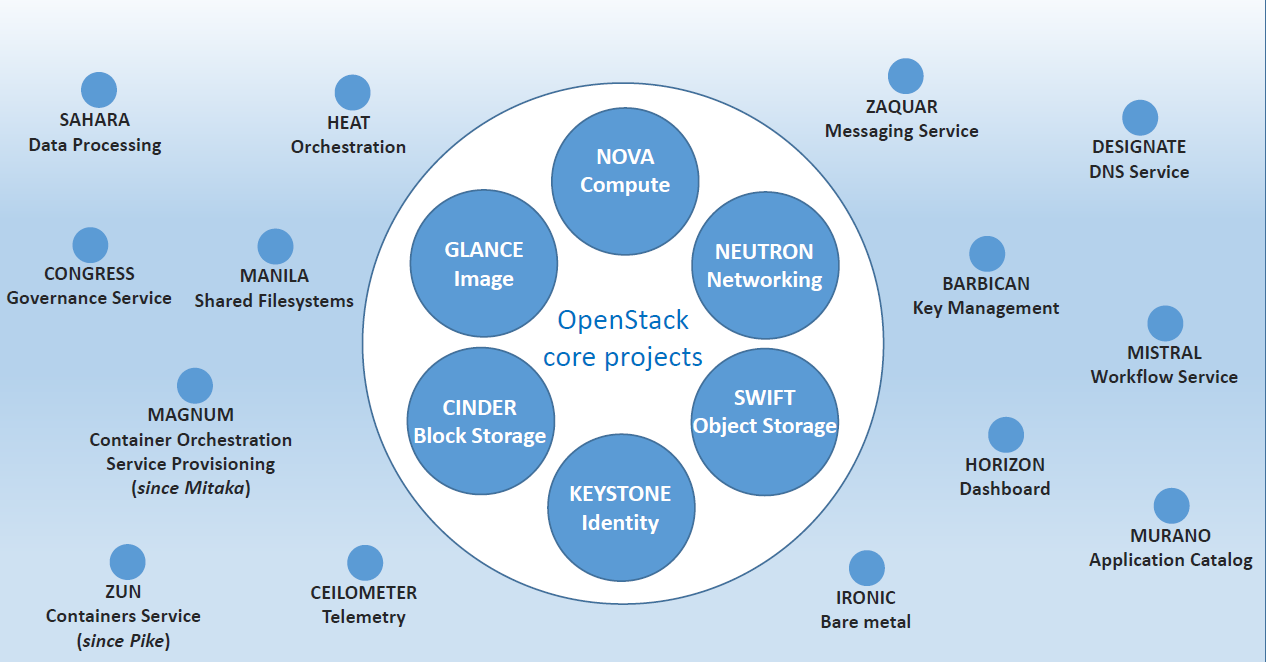 SAHARA
Data Processing
HEAT
Orchestration
CONGRESS
Governance Service
MANILA
Shared Filesystems
MAGNUM
Container Orchestration
Service Provisioning
(since Mitaka)
ZUN
Containers Service
(since Pike)
CEILOMETER
Telemetry
NOVA
Compute
GLANCE
Image
NEUTRON
Networking
OpenStack
core projects
CINDER
Block Storage
SWIFT
Object Storage
KEYSTONE
Identity
ZAQUAR
Messaging Service
DESIGNATE
DNS Service
BARBICAN
Key Management
MISTRAL
Workflow Service
HORIZON
Dashboard
MURANO
Application Catalog
IRONIC
Bare metal